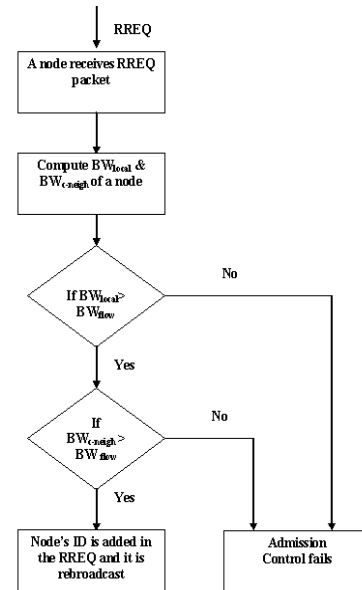 RREQ
A node receives RREQ
packet
Compute BWlocal &
BWc-neigh of a node
No
If BWlocal>
BWflow
Yes
If
BWc-neigh>
BWflow
No
Yes
Node's ID is added in
the RREQ and it is
rebroadcast
Admission
Control fails